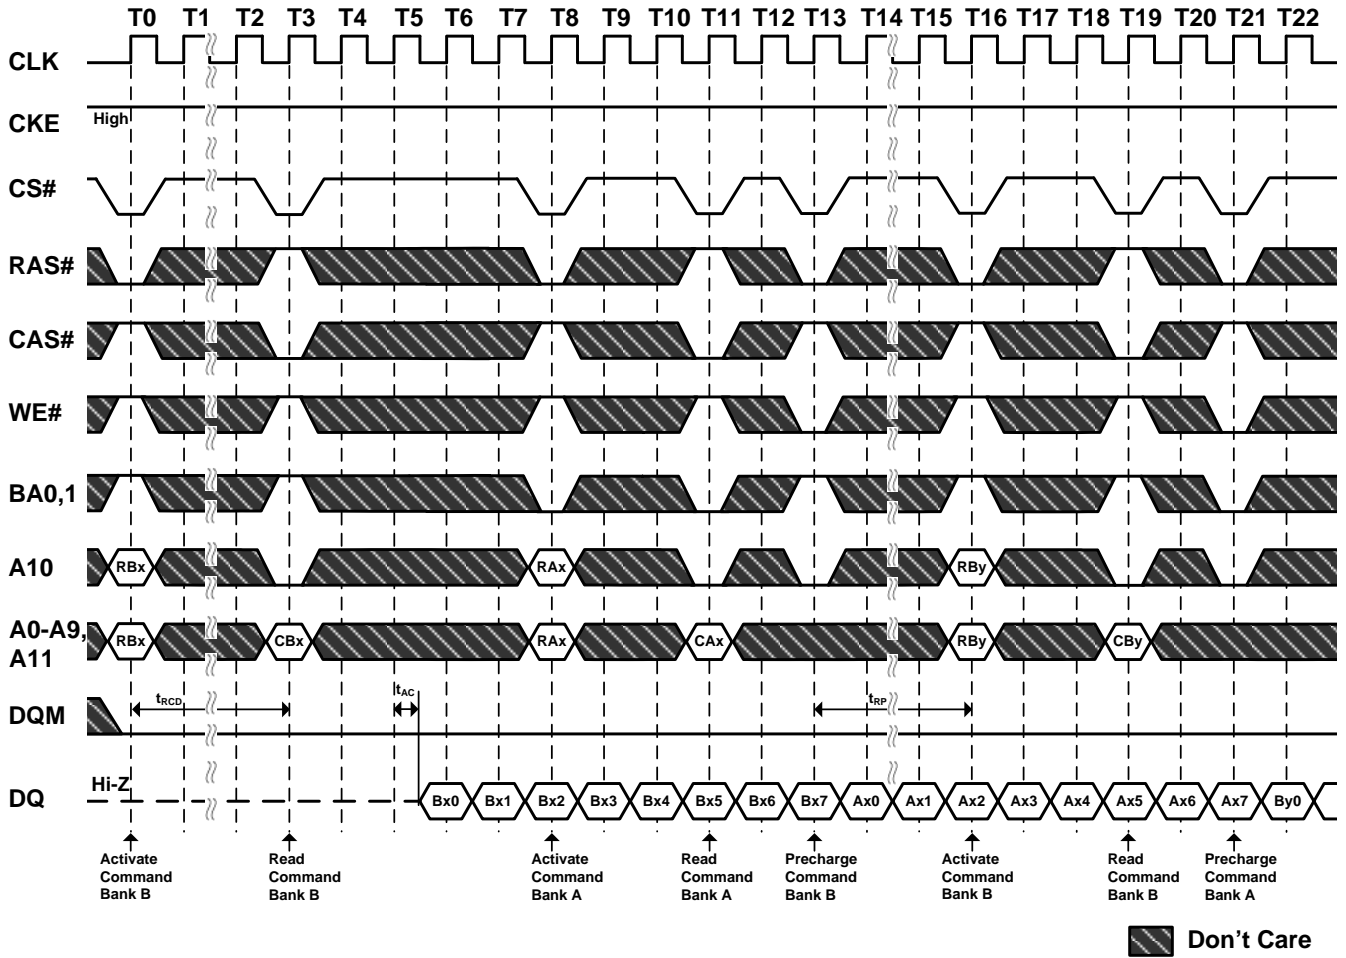 T0 T1 T2 T3 T4 T5 T6 T7 T8 T9 T10 T11 T12 T13 T14 T15 T16 T17 T18 T19 T20 T21 T22
CLK
CKE High
CS#
RAS#
CAS#
WE#
BA0,1
A10 RBx RAx RBy
A0-A9,
A11
RBx CBx RAx CAx RBy CBy
DQM tRCD tAC tRP
DQ Hi-Z Bx0 Bx1 Bx2 Bx3 Bx4 Bx5 Bx6 Bx7 Ax0 Ax1 Ax2 Ax3 Ax4 Ax5 Ax6 Ax7 By0
Activate
Command
Bank B
Read
Command
Bank B
Activate
Command
Bank A
Read
Command
Bank A
Precharge
Command
Bank B
Activate
Command
Bank B
Read
Command
Bank B
Precharge
Command
Bank A
Don't Care